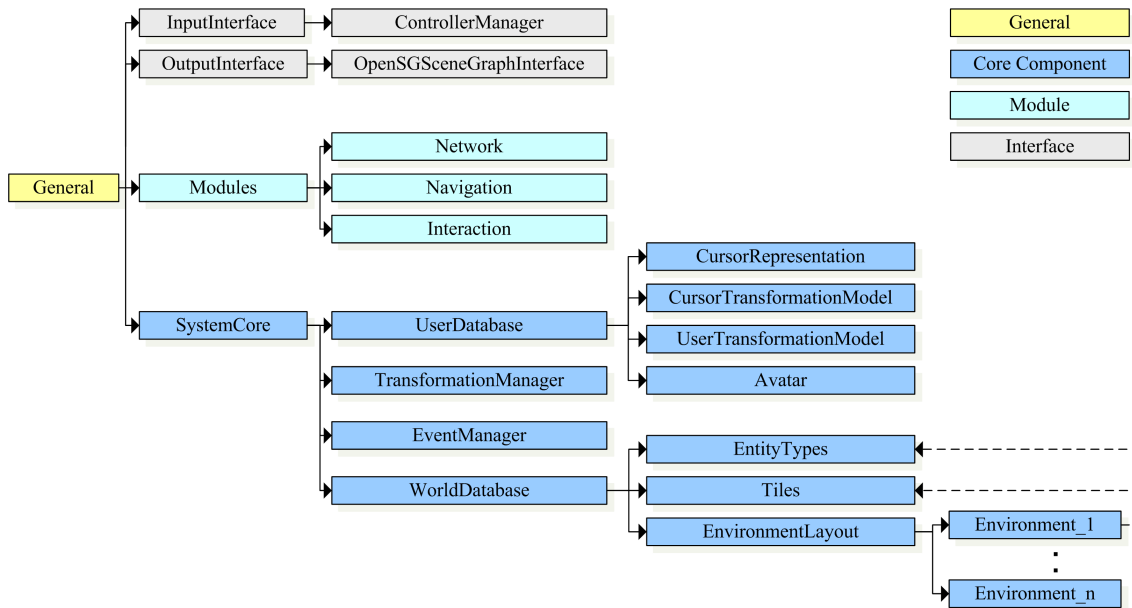 InputInterface
ControllerManager
General
OutputInterface
OpenSGSceneGraphInterface
Core Component
Module
Network
Interface
General
Modules
Navigation
Interaction
CursorRepresentation
CursorTransformationModel
SystemCore
UserDatabase
UserTransformationModel
TransformationManager
Avatar
EventManager
EntityTypes
WorldDatabase
Tiles
EnvironmentLayout
Environment_1
:
Environment_n